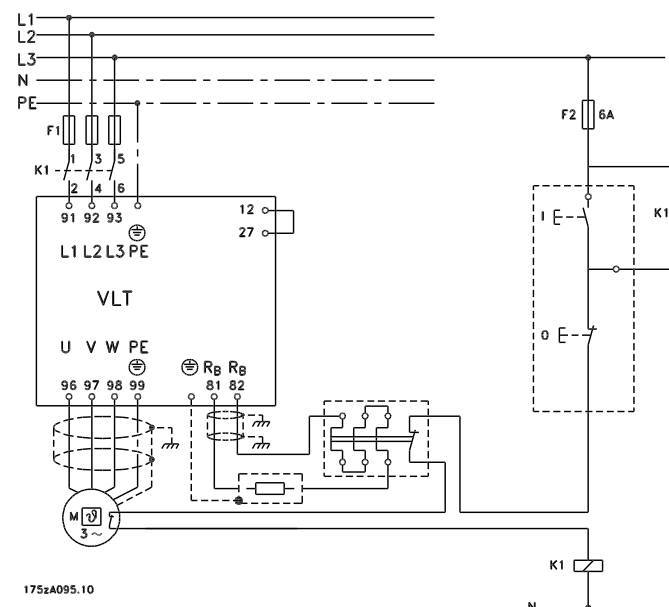 L1
L2
L3
N
PE
F1
F2 6A
1 3 5
K1
2 4 6
91 92 93
12
27
L1 L2 L3 PE
I
K1
VLT
O
U V W PE
RB RB
96 97 98 99
81 82
M ϑ
3 ~
K1
175zA095.10
N